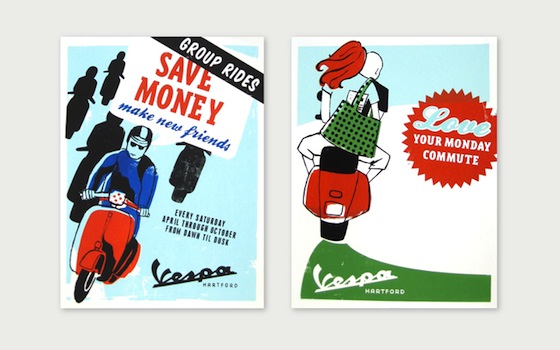 GROUP RIDES
SAVE
MONEY
make new friends
EVERY SATURDAY
APRIL THROUGH OCTOBER
FROM DAWN TIL DUSK
Vespa
HARTFORD
Love
YOUR MONDAY
COMMUTE
Vespa
HARTFORD